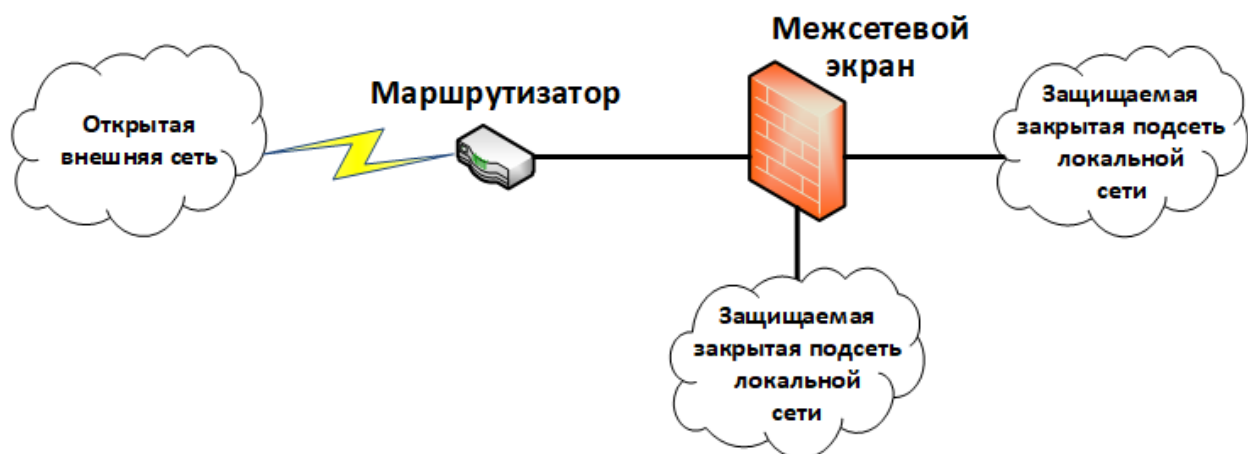 Открытая
внешняя сеть
Маршрутизатор
Межсетевой
экран
Защищаемая
закрытая подсеть
локальной
сети
Защищаемая
закрытая подсеть
локальной
сети